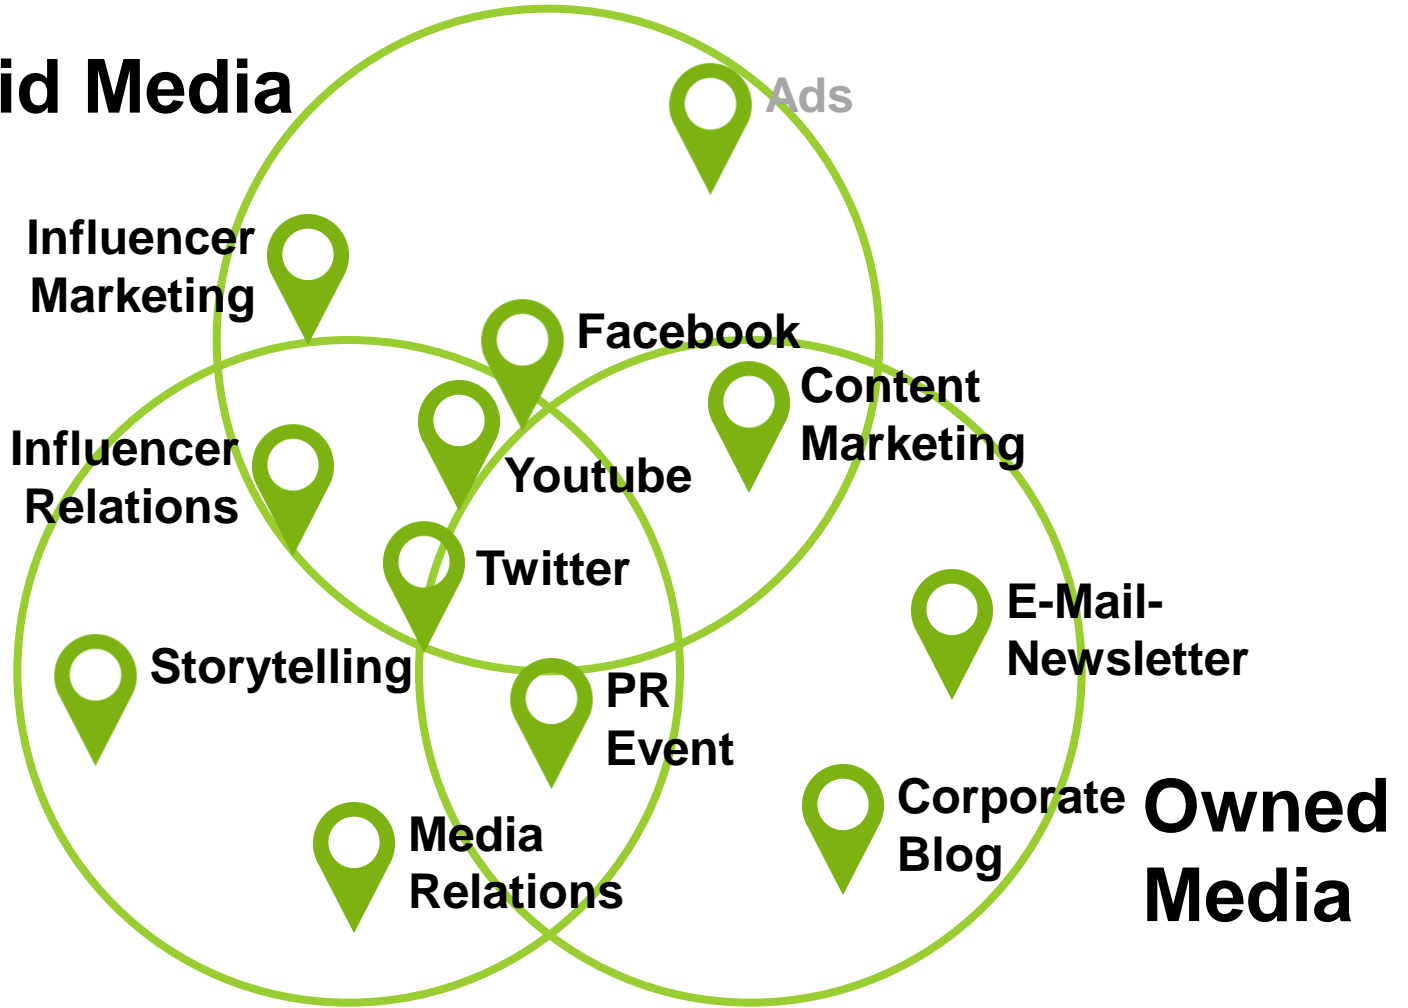 id Media
Ads
Influencer
Marketing
Facebook
Content
Marketing
Influencer
Relations
Youtube
Twitter
E-Mail-
Newsletter
Storytelling
PR
Event
Corporate
Blog
Owned
Media
Media
Relations